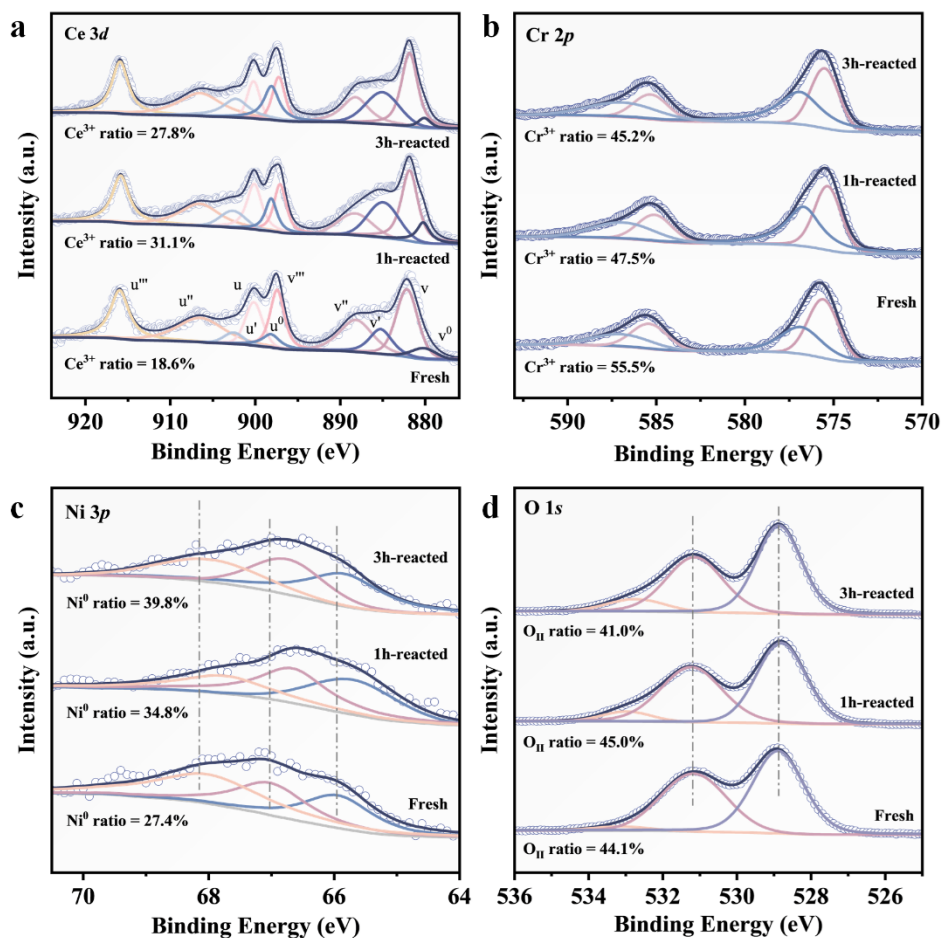 a
Ce 3d
Ce³⁺ ratio = 27.8%
3h-reacted
Ce³⁺ ratio = 31.1%
1h-reacted
u''' u'' u u' u⁰ v''' v'' v' v v⁰
Ce³⁺ ratio = 18.6%
Fresh
Intensity (a.u.)
920 910 900 890 880
Binding Energy (eV)
b
Cr 2p
3h-reacted
Cr³⁺ ratio = 45.2%
1h-reacted
Cr³⁺ ratio = 47.5%
Fresh
Cr³⁺ ratio = 55.5%
Intensity (a.u.)
590 585 580 575 570
Binding Energy (eV)
c
Ni 3p
3h-reacted
Ni⁰ ratio = 39.8%
1h-reacted
Ni⁰ ratio = 34.8%
Fresh
Ni⁰ ratio = 27.4%
Intensity (a.u.)
70 68 66 64
Binding Energy (eV)
d
O 1s
3h-reacted
O_II ratio = 41.0%
1h-reacted
O_II ratio = 45.0%
Fresh
O_II ratio = 44.1%
Intensity (a.u.)
536 534 532 530 528 526
Binding Energy (eV)